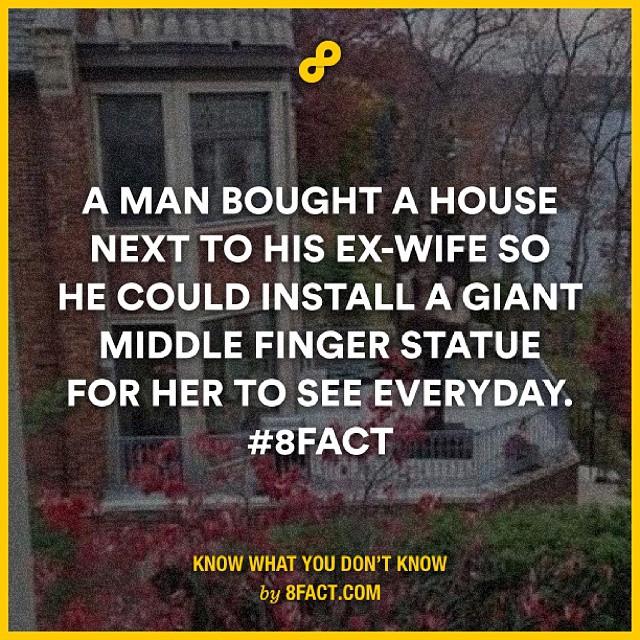 A MAN BOUGHT A HOUSE
NEXT TO HIS EX-WIFE SO
HE COULD INSTALL A GIANT
MIDDLE FINGER STATUE
FOR HER TO SEE EVERYDAY.
#8FACT
KNOW WHAT YOU DON'T KNOW
by 8FACT.COM